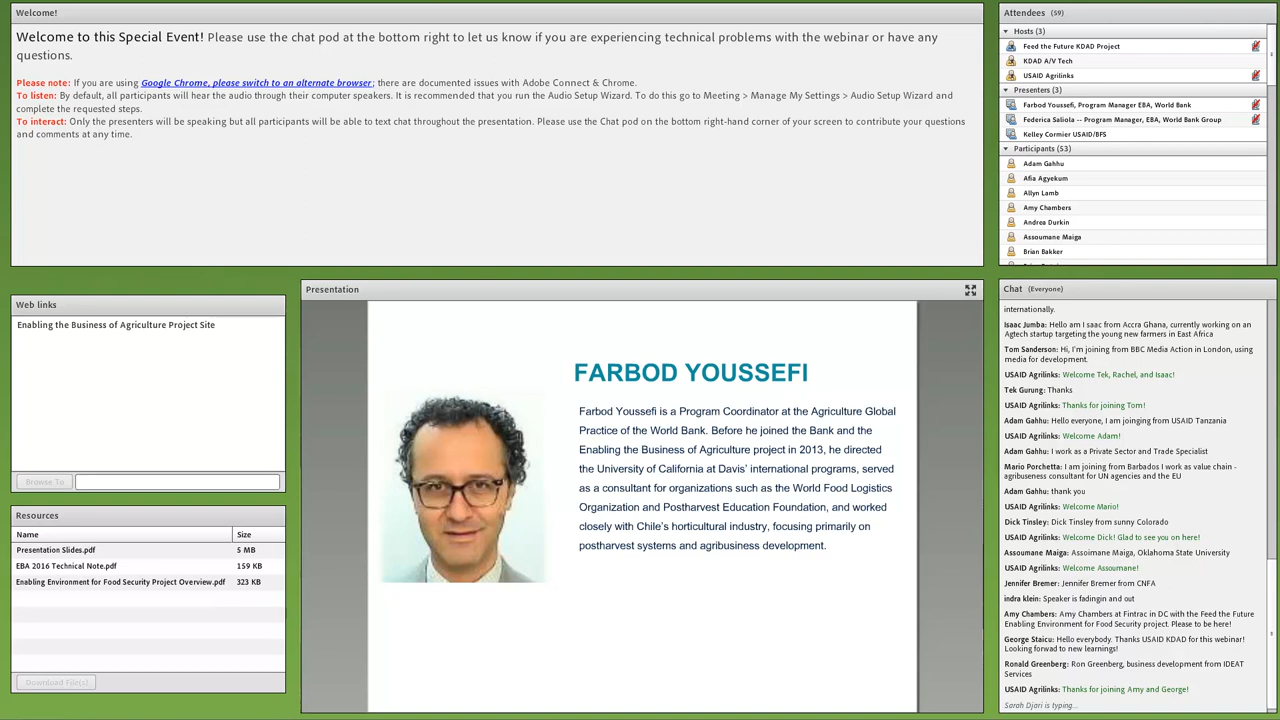 Welcome!
Welcome to this Special Event! Please use the chat pod at the bottom right to let us know if you are experiencing technical problems with the webinar or have any
questions.
Please note: If you are using Google Chrome, please switch to an alternate browser; there are documented issues with Adobe Connect & Chrome.
To listen: By default, all participants will hear the audio through their computer speakers. It is recommended that you run the Audio Setup Wizard. To do this go to Meeting > Manage My Settings > Audio Setup Wizard and
complete the requested steps.
To interact: Only the presenters will be speaking but all participants will be able to text chat throughout the presentation. Please use the Chat pod on the bottom right-hand corner of your screen to contribute your questions
and comments at any time.
Attendees (59)
Hosts (3)
Feed the Future KDAD Project
KDAD A/V Tech
USAID Agrilinks
Presenters (3)
Farbod Youssefi, Program Manager EBA, World Bank
Federica Saliola -- Program Manager, EBA, World Bank Group
Kelley Cormier USAID/BFS
Participants (53)
Adam Gahhu
Afia Agyekum
Allyn Lamb
Amy Chambers
Andrea Durkin
Assoumane Maiga
Brian Bakker
Web links
Enabling the Business of Agriculture Project Site
Browse To
Resources
Name Size
Presentation Slides.pdf 5 MB
EBA 2016 Technical Note.pdf 159 KB
Enabling Environment for Food Security Project Overview.pdf 323 KB
Download File(s)
Presentation
FARBOD YOUSSEFI
Farbod Youssefi is a Program Coordinator at the Agriculture Global
Practice of the World Bank. Before he joined the Bank and the
Enabling the Business of Agriculture project in 2013, he directed
the University of California at Davis' international programs, served
as a consultant for organizations such as the World Food Logistics
Organization and Postharvest Education Foundation, and worked
closely with Chile's horticultural industry, focusing primarily on
postharvest systems and agribusiness development.
Chat (Everyone)
internationally.
Isaac Jumba: Hello am I saac from Accra Ghana, currently working on an
Agtech startup targeting the young new farmers in East Africa
Tom Sanderson: Hi, I'm joining from BBC Media Action in London, using
media for development.
USAID Agrilinks: Welcome Tek, Rachel, and Isaac!
Tek Gurung: Thanks
USAID Agrilinks: Thanks for joining Tom!
Adam Gahhu: Hello everyone, I am joinging from USAID Tanzania
USAID Agrilinks: Welcome Adam!
Adam Gahhu: I work as a Private Sector and Trade Specialist
Mario Porchetta: I am joining from Barbados I work as value chain -
agribuseness consultant for UN agencies and the EU
Adam Gahhu: thank you
USAID Agrilinks: Welcome Mario!
Dick Tinsley: Dick Tinsley from sunny Colorado
USAID Agrilinks: Welcome Dick! Glad to see you on here!
Assoumane Maiga: Assoimane Maiga, Oklahoma State University
USAID Agrilinks: Welcome Assoumane!
Jennifer Bremer: Jennifer Bremer from CNFA
indra klein: Speaker is fadingin and out
Amy Chambers: Amy Chambers at Fintrac in DC with the Feed the Future
Enabling Environment for Food Security project. Please to be here!
George Staicu: Hello everybody. Thanks USAID KDAD for this webinar!
Looking forwad to new learnings!
Ronald Greenberg: Ron Greenberg, business development from IDEAT
Services
USAID Agrilinks: Thanks for joining Amy and George!
Sarah Djari is typing...